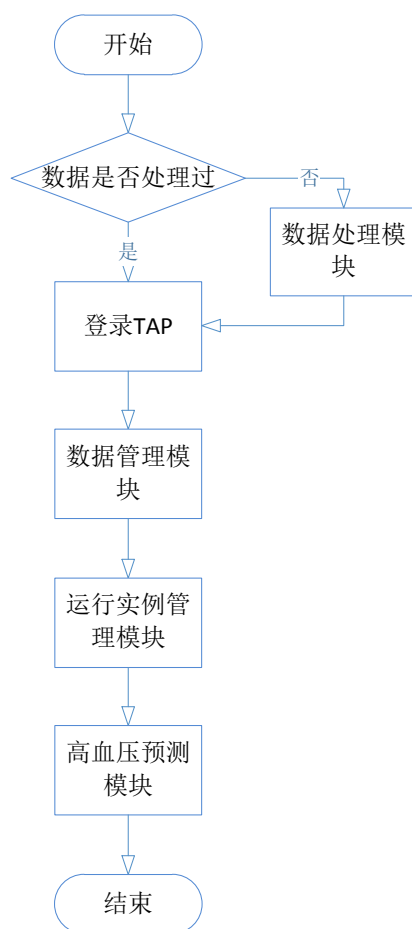 开始
数据是否处理过
否
数据处理模
块
是
登录TAP
数据管理模
块
运行实例管
理模块
高血压预测
模块
结束